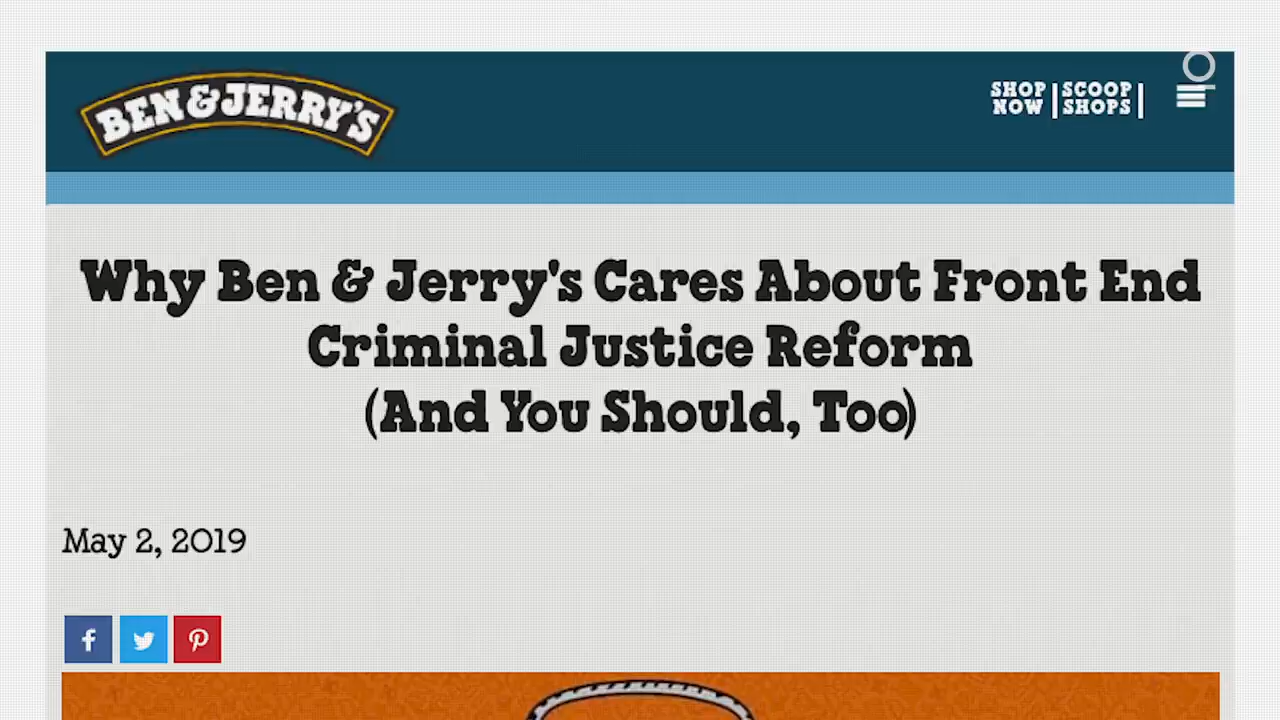 BEN & JERRY'S
SHOP NOW | SCOOP SHOPS |
Why Ben & Jerry's Cares About Front End
Criminal Justice Reform
(And You Should, Too)
May 2, 2019